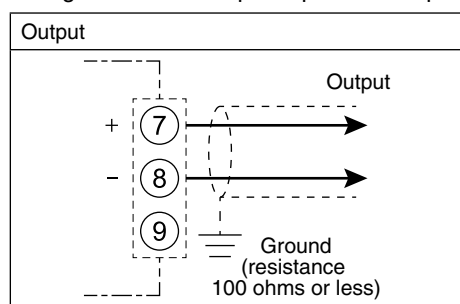 Output
Output
+ 7
- 8
9
Ground
(resistance
100 ohms or less)